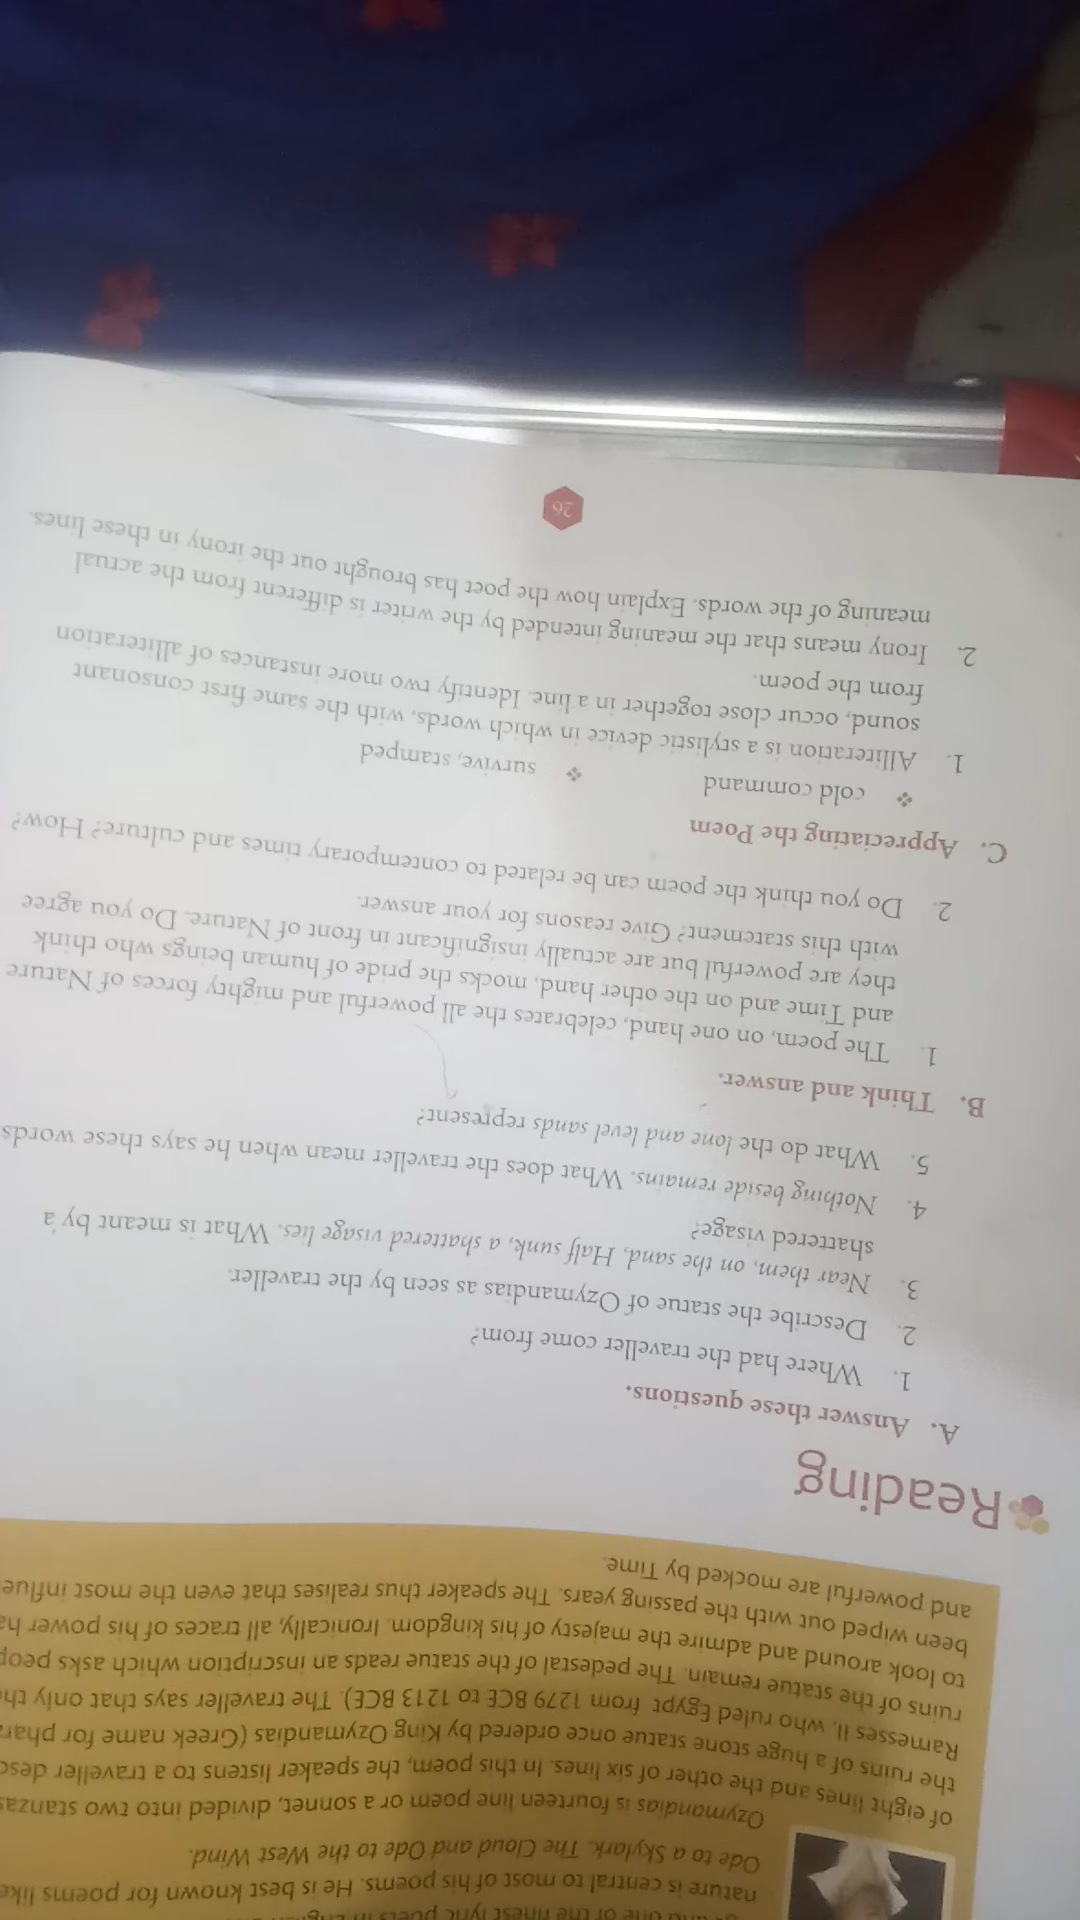 one of the finest lyric poets in
nature is central to most of his poems. He is best known for poems like
Ode to a Skylark, The Cloud and Ode to the West Wind.
Ozymandias is fourteen line poem or a sonnet, divided into two stanzas
of eight lines and the other of six lines. In this poem, the speaker listens to a traveller
the ruins of a huge stone statue once ordered by King Ozymandias (Greek name for
Ramesses II, who ruled Egypt from 1279 BCE to 1213 BCE). The traveller says that only
ruins of the statue remain. The pedestal of the statue reads an inscription which asks
to look around and admire the majesty of his kingdom. Ironically, all traces of his power
been wiped out with the passing years. The speaker thus realises that even the most
and powerful are mocked by Time.
Reading
A. Answer these questions.
1. Where had the traveller come from?
2. Describe the statue of Ozymandias as seen by the traveller.
3. Near them, on the sand, Half sunk, a shattered visage lies. What is meant by a
shattered visage?
4. Nothing beside remains. What does the traveller mean when he says these words
5. What do the lone and level sands represent?
B. Think and answer.
1. The poem, on one hand, celebrates the all powerful and mighty forces of Nature
and Time and on the other hand, mocks the pride of human beings who think
they are powerful but are actually insignificant in front of Nature. Do you agree
with this statement? Give reasons for your answer.
2. Do you think the poem can be related to contemporary times and culture? How?
C. Appreciating the Poem
❖ cold command ❖ survive, stamped
1. Alliteration is a stylistic device in which words, with the same first consonant
sound, occur close together in a line. Identify two more instances of alliteration
from the poem.
2. Irony means that the meaning intended by the writer is different from the actual
meaning of the words. Explain how the poet has brought out the irony in these lines.
26